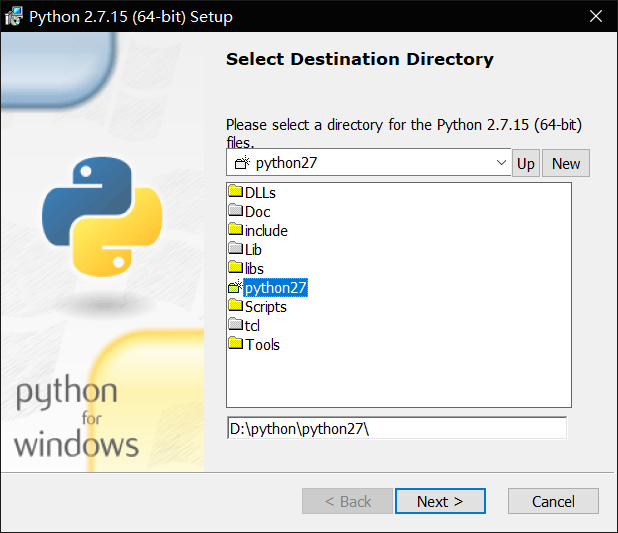 Python 2.7.15 (64-bit) Setup
Select Destination Directory
Please select a directory for the Python 2.7.15 (64-bit)
files.
python27
Up
New
DLLs
Doc
include
Lib
libs
python27
Scripts
tcl
Tools
D:\python\python27\
python
for
windows
< Back
Next >
Cancel